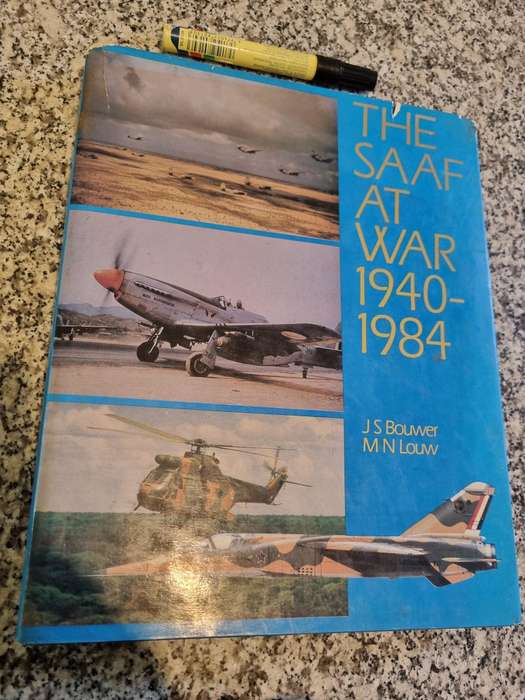 THE
SAAF
AT
WAR
1940-
1984
J S Bouwer
M N Louw